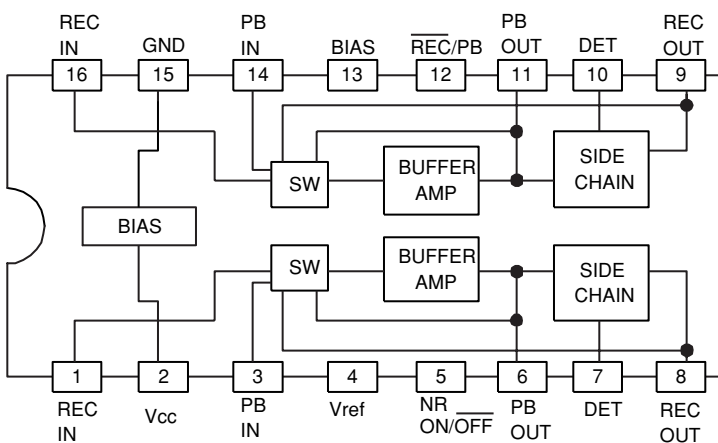 REC IN
GND
PB IN
BIAS
REC/PB
PB OUT
DET
REC OUT
16
15
14
13
12
11
10
9
SW
BUFFER AMP
SIDE CHAIN
BIAS
SW
BUFFER AMP
SIDE CHAIN
1
2
3
4
5
6
7
8
REC IN
Vcc
PB IN
Vref
NR ON/OFF
PB OUT
DET
REC OUT